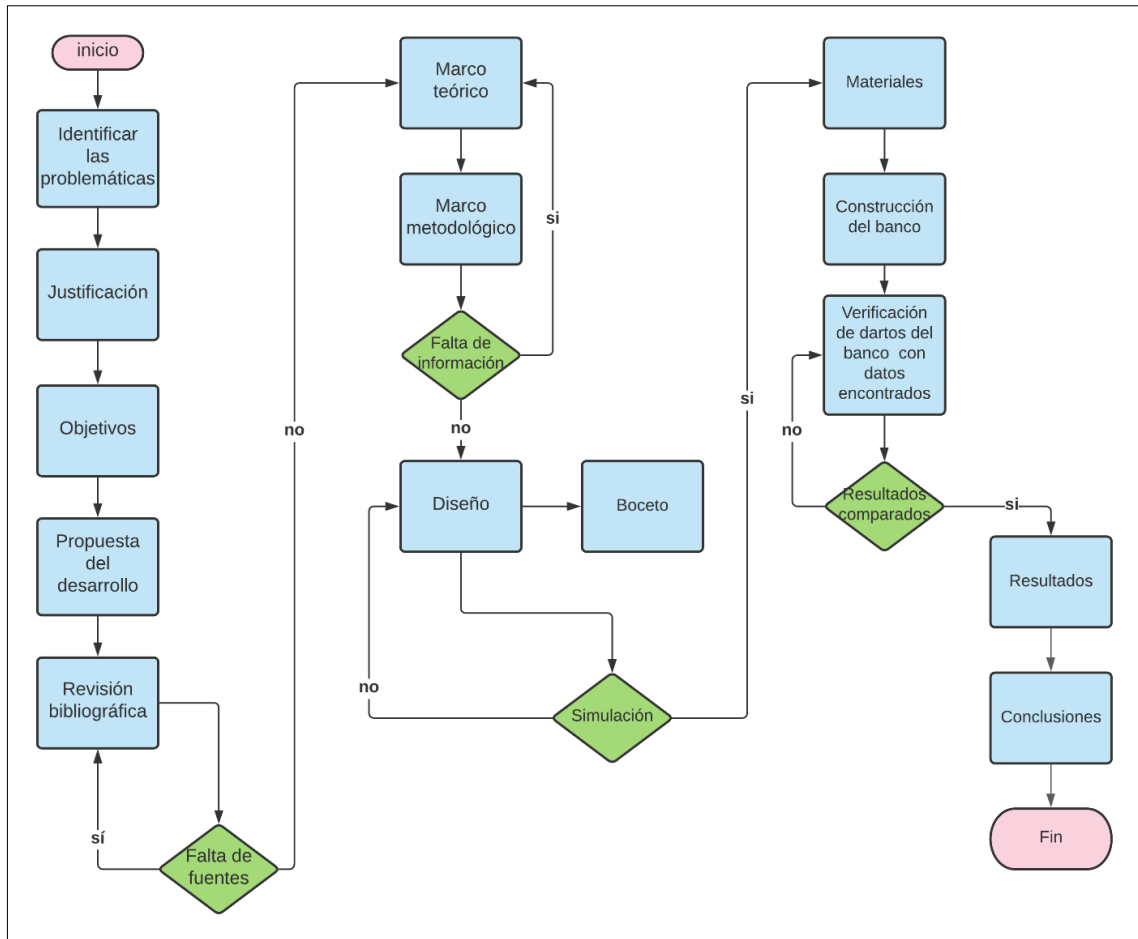 inicio
Identificar
las
problemáticas
Justificación
Objetivos
Propuesta
del
desarrollo
Revisión
bibliográfica
sí
Falta de
fuentes
no
Marco
teórico
Marco
metodológico
si
Falta de
información
no
Diseño
Boceto
no
Simulación
si
Materiales
Construcción
del banco
Verificación
de dartos del
banco con
datos
encontrados
no
Resultados
comparados
si
Resultados
Conclusiones
Fin